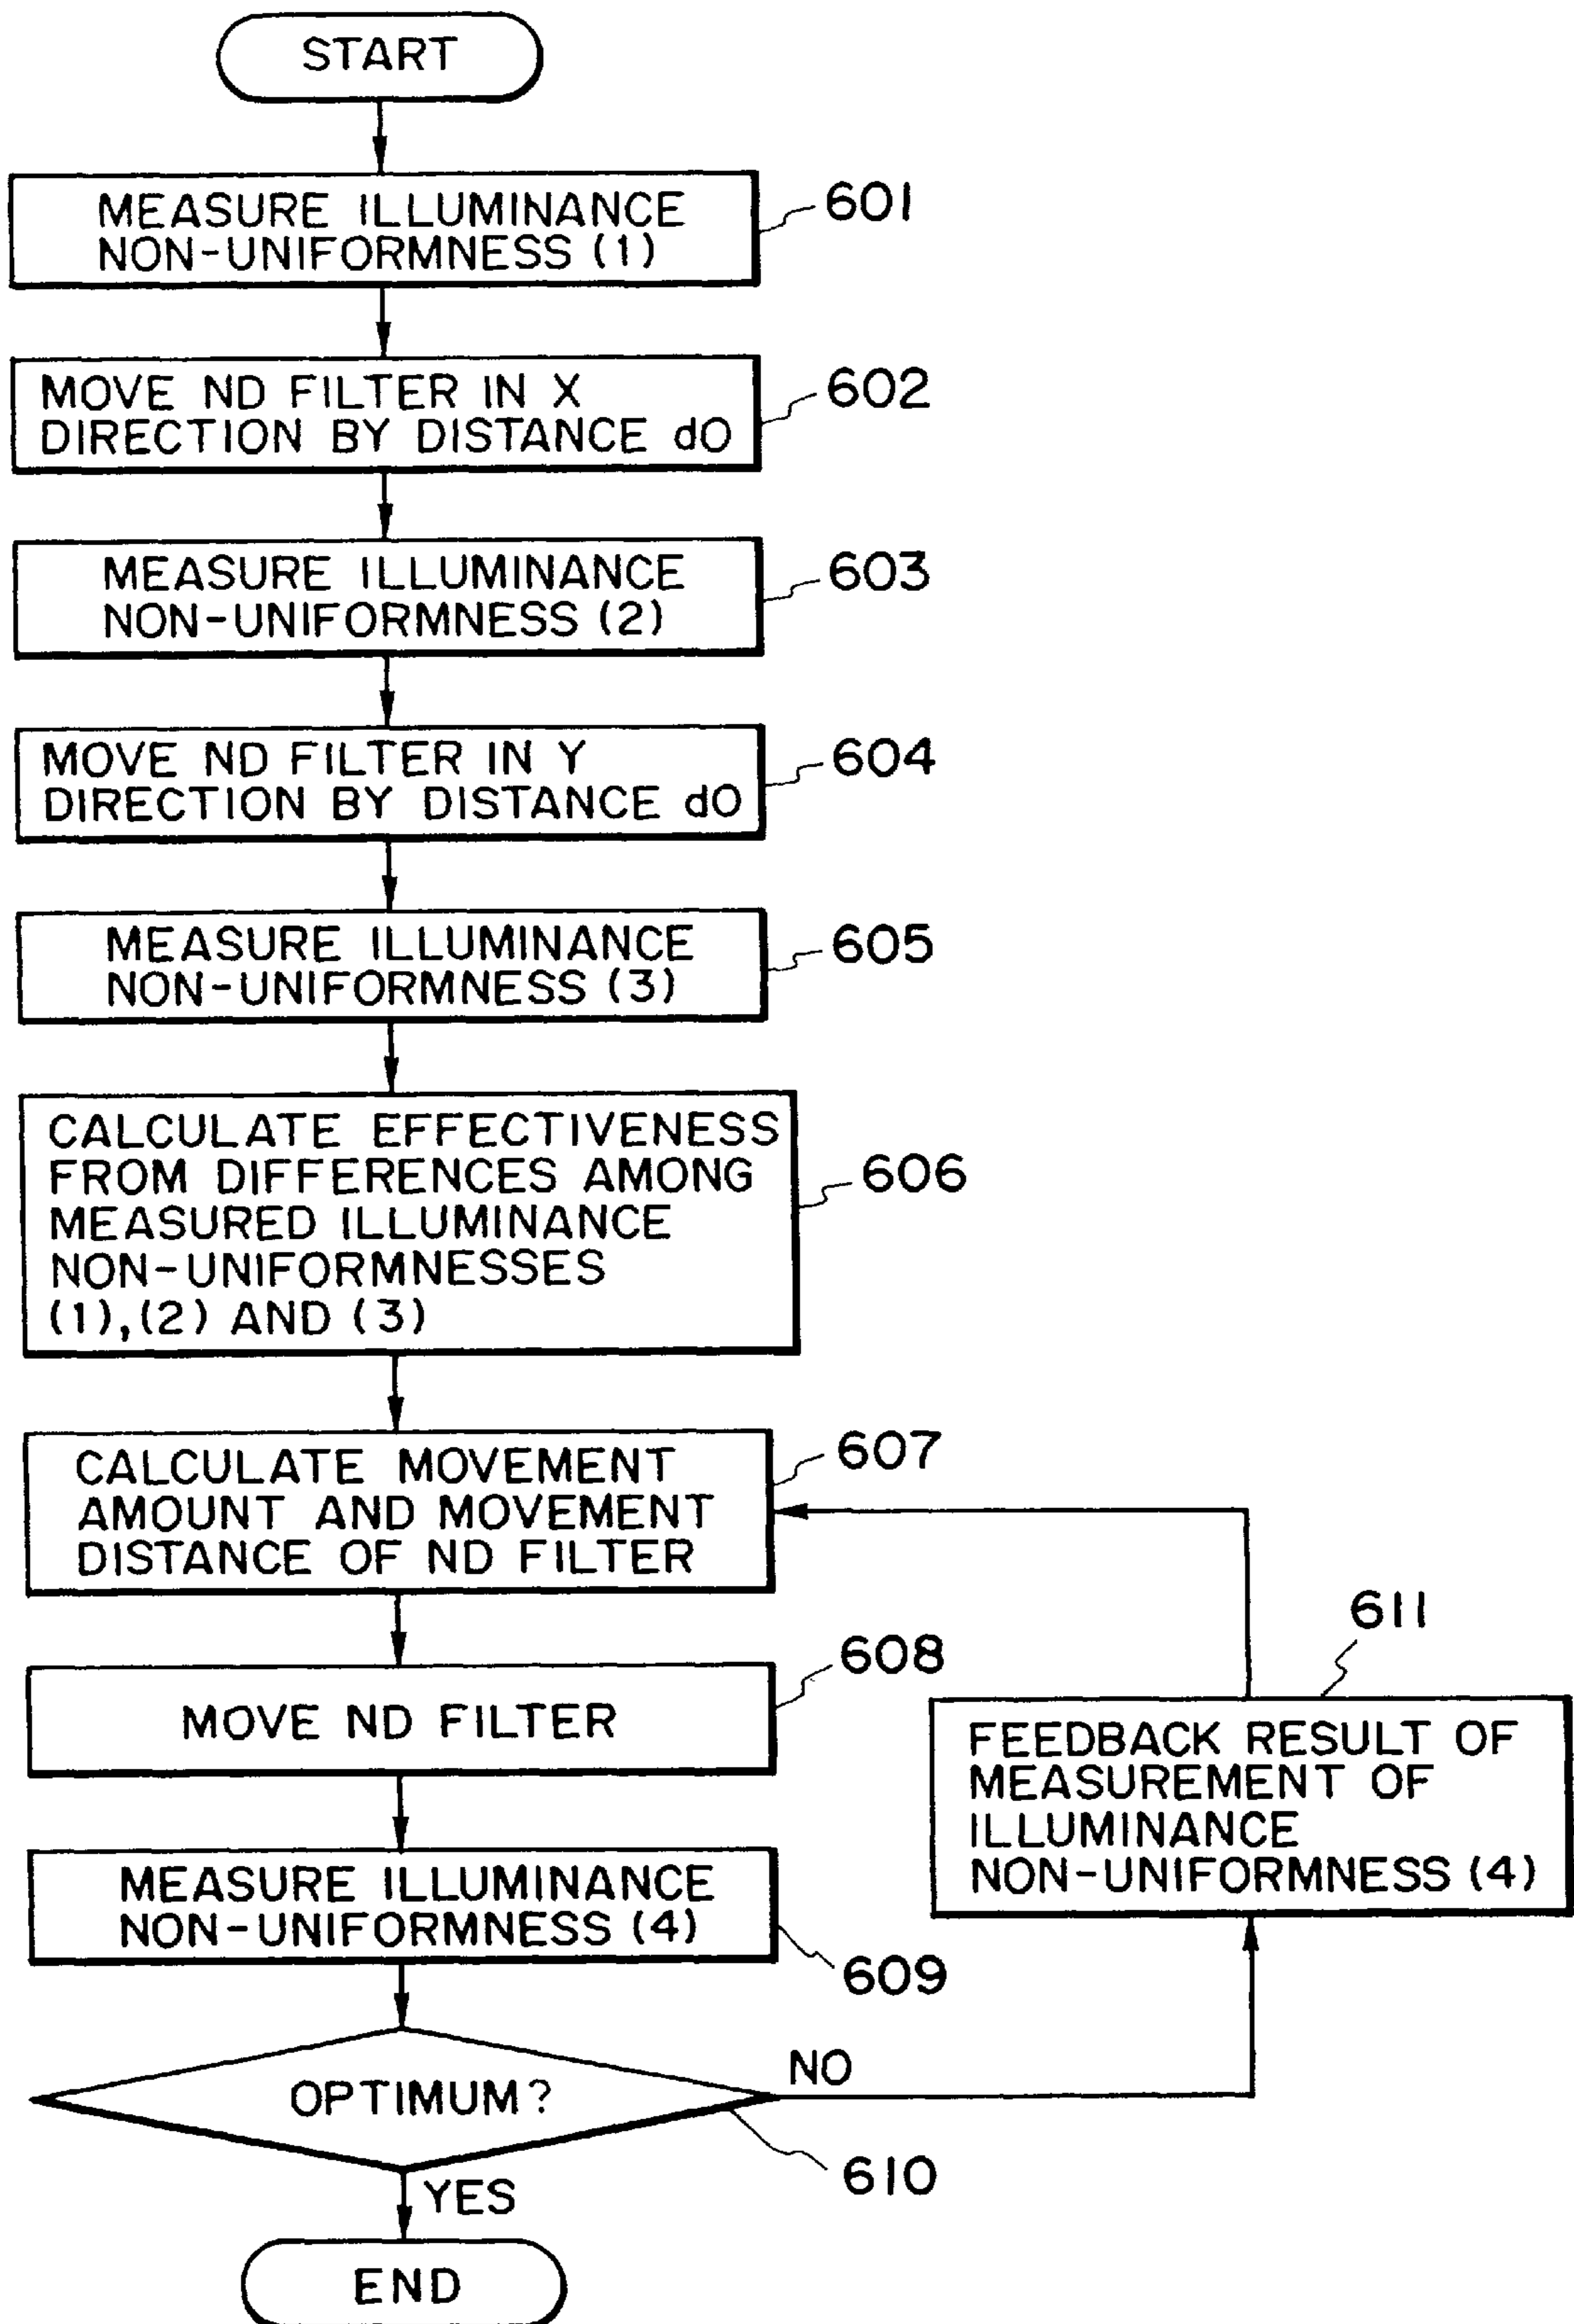 START
MEASURE ILLUMINANCE
NON-UNIFORMNESS (1)
601
MOVE ND FILTER IN X
DIRECTION BY DISTANCE dO
602
MEASURE ILLUMINANCE
NON-UNIFORMNESS (2)
603
MOVE ND FILTER IN Y
DIRECTION BY DISTANCE dO
604
MEASURE ILLUMINANCE
NON-UNIFORMNESS (3)
605
CALCULATE EFFECTIVENESS
FROM DIFFERENCES AMONG
MEASURED ILLUMINANCE
NON-UNIFORMNESSES
(1),(2) AND (3)
606
CALCULATE MOVEMENT
AMOUNT AND MOVEMENT
DISTANCE OF ND FILTER
607
MOVE ND FILTER
608
611
FEEDBACK RESULT OF
MEASUREMENT OF
ILLUMINANCE
NON-UNIFORMNESS (4)
MEASURE ILLUMINANCE
NON-UNIFORMNESS (4)
609
OPTIMUM?
NO
610
YES
END